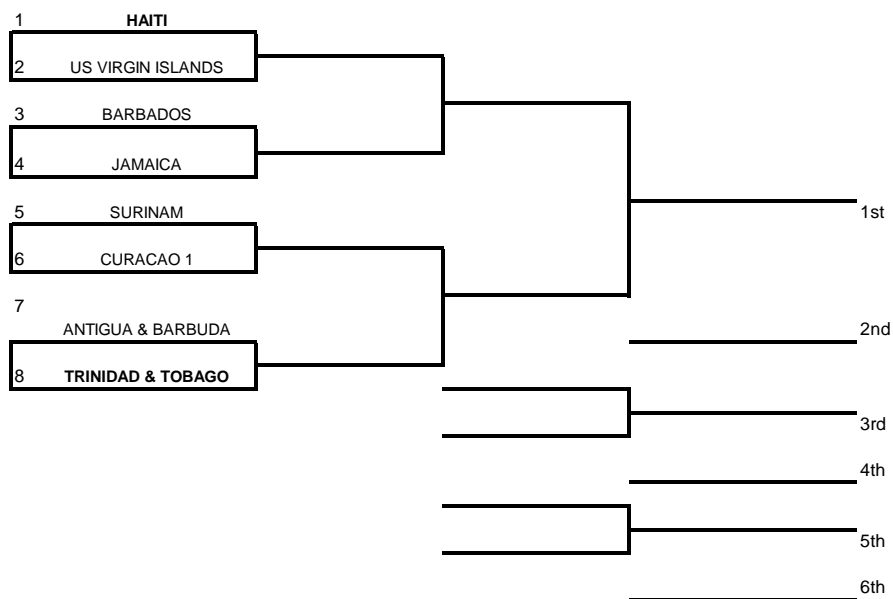 1 HAITI
2 US VIRGIN ISLANDS
3 BARBADOS
4 JAMAICA
5 SURINAM
1st
6 CURACAO 1
7
ANTIGUA & BARBUDA
2nd
8 TRINIDAD & TOBAGO
3rd
4th
5th
6th